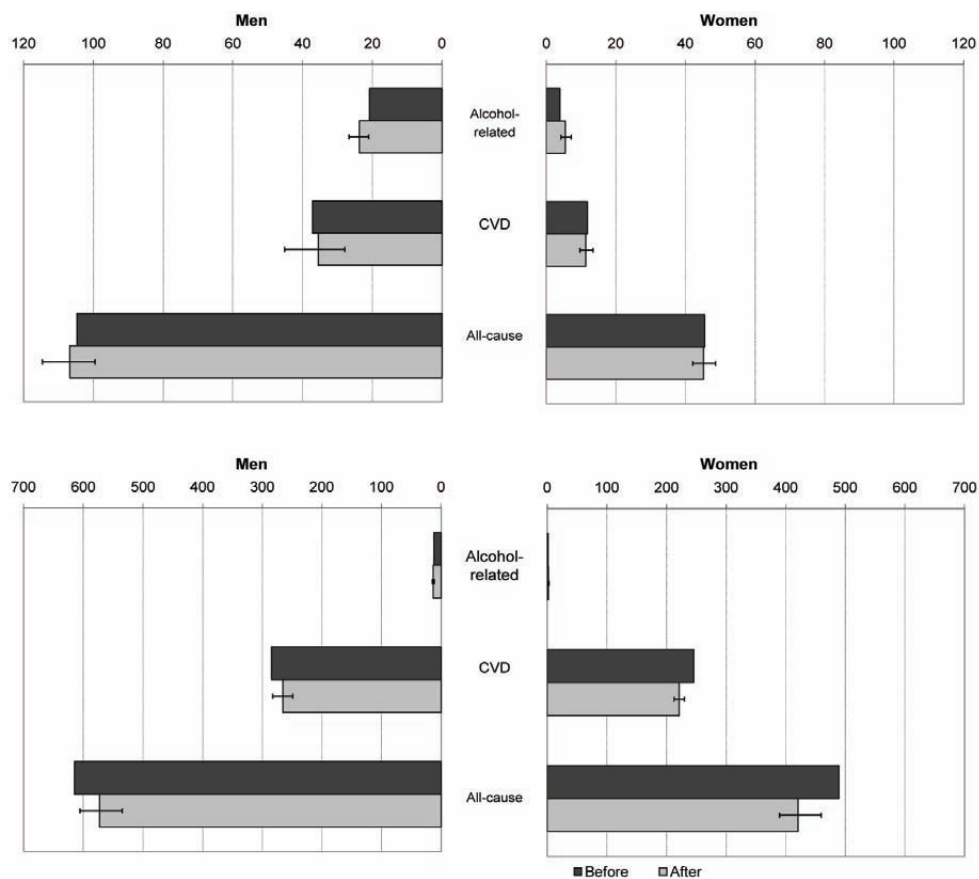 Men
Women
120 100 80 60 40 20 0
0 20 40 60 80 100 120
Alcohol-
related
CVD
All-cause
Men
Women
700 600 500 400 300 200 100 0
0 100 200 300 400 500 600 700
Alcohol-
related
CVD
All-cause
Before After